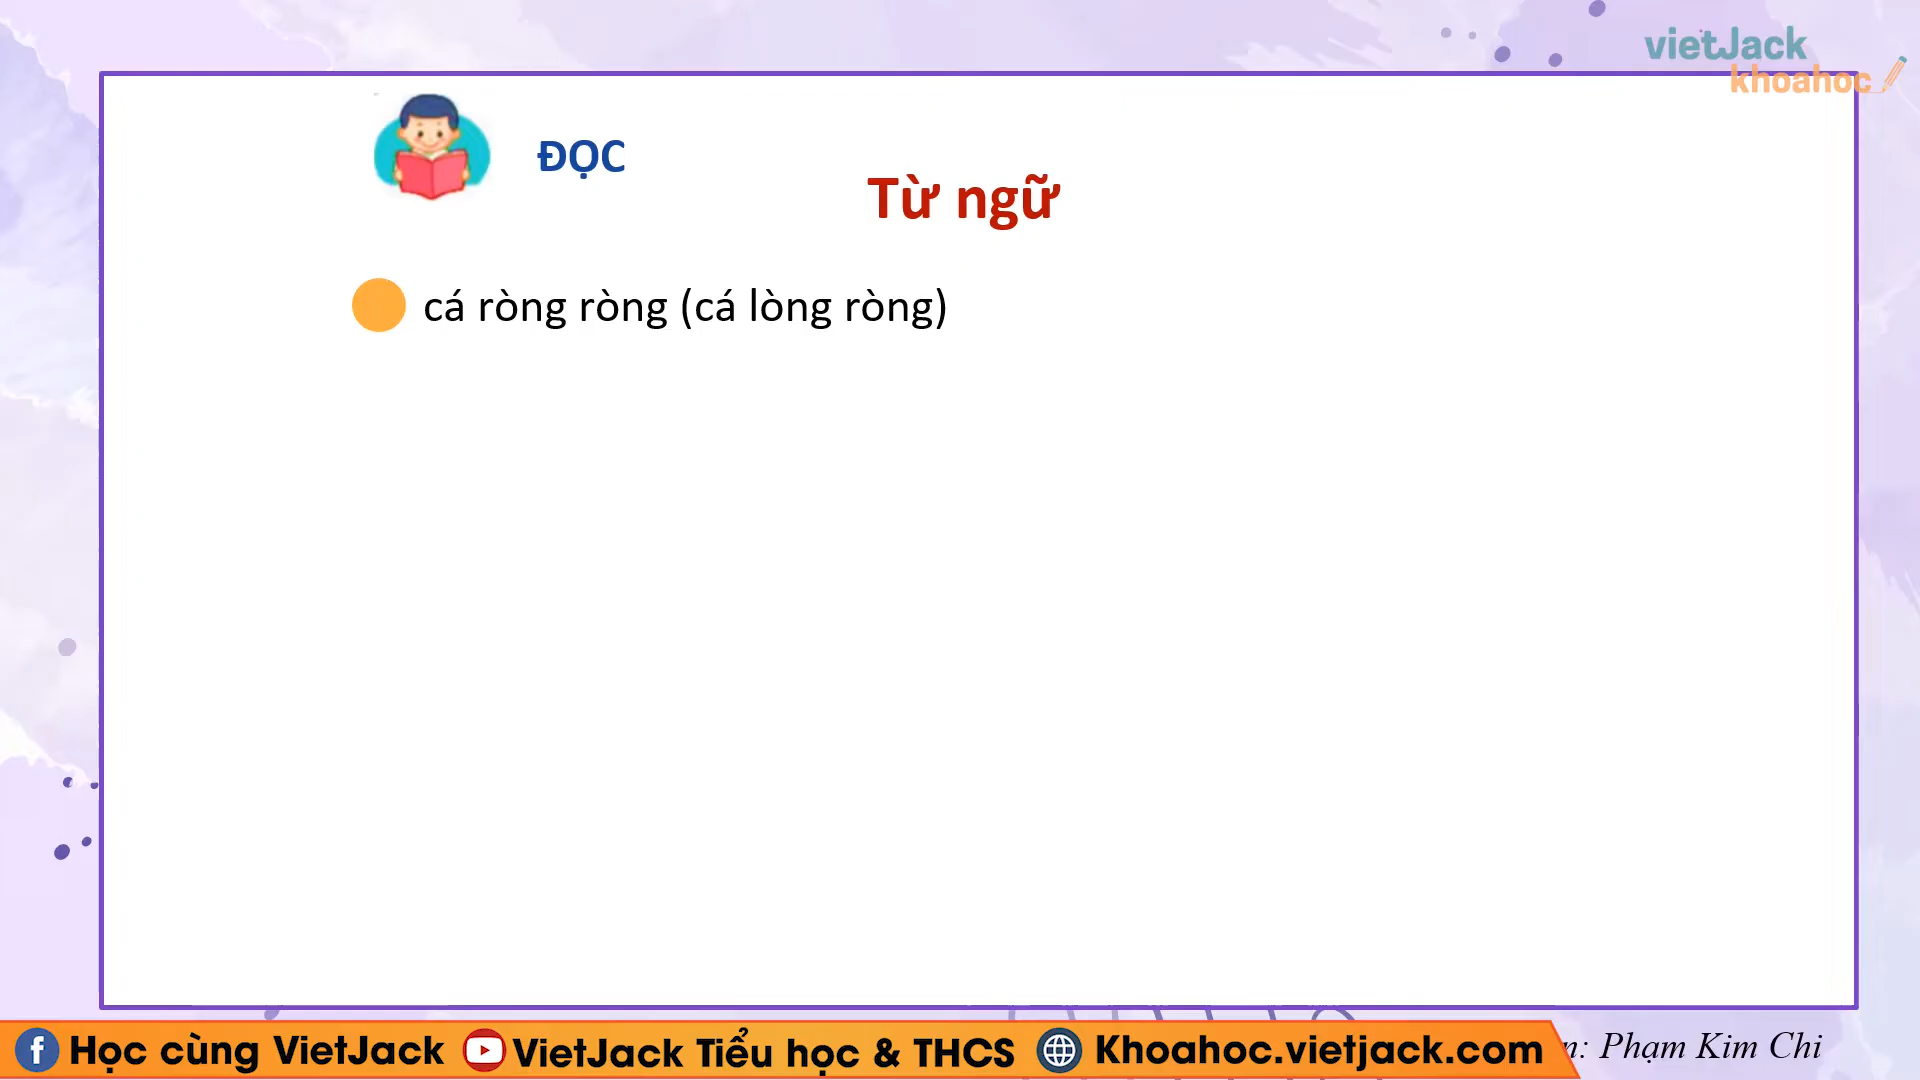 vietJack
khoahoc
ĐỌC
Từ ngữ
cá ròng ròng (cá lòng ròng)
Học cùng VietJack
VietJack Tiểu học & THCS
Khoahoc.vietjack.com
n: Phạm Kim Chi